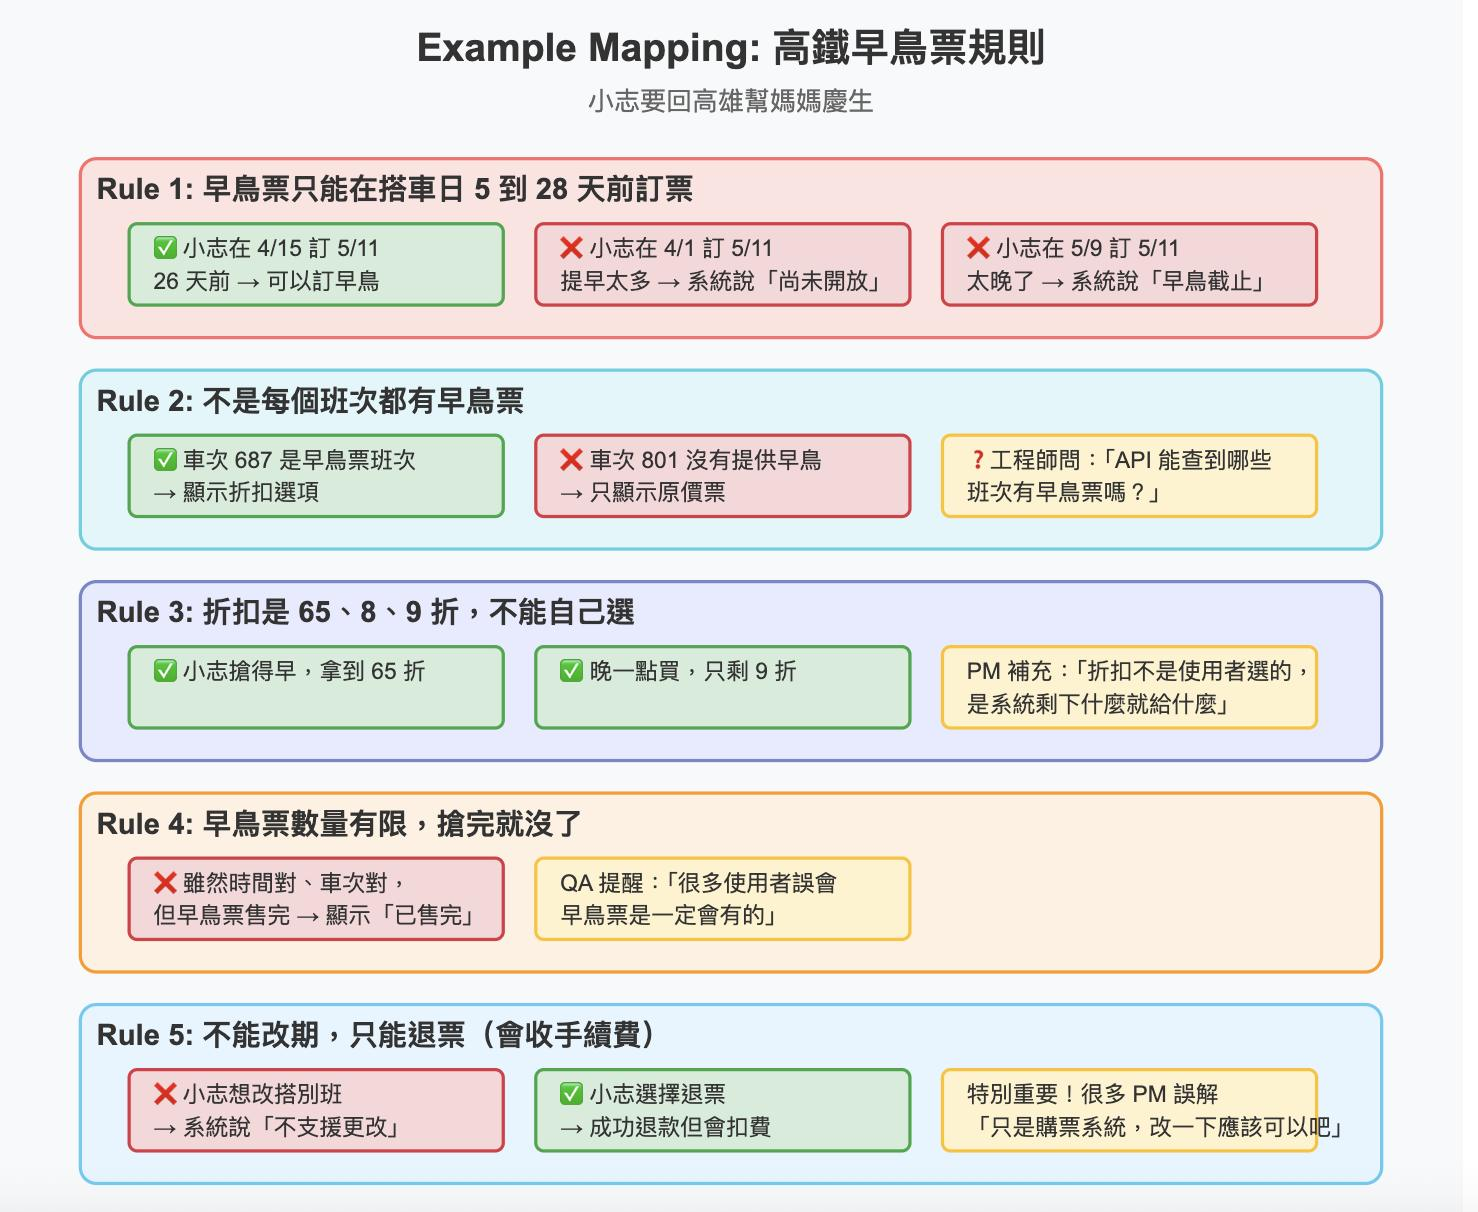 Example Mapping: 高鐵早鳥票規則
小志要回高雄幫媽媽慶生
Rule 1: 早鳥票只能在搭車日 5 到 28 天前訂票
✅ 小志在 4/15 訂 5/11
26 天前 → 可以訂早鳥
❌ 小志在 4/1 訂 5/11
提早太多 → 系統說「尚未開放」
❌ 小志在 5/9 訂 5/11
太晚了 → 系統說「早鳥截止」
Rule 2: 不是每個班次都有早鳥票
✅ 車次 687 是早鳥票班次
→ 顯示折扣選項
❌ 車次 801 沒有提供早鳥
→ 只顯示原價票
❓工程師問：「API 能查到哪些
班次有早鳥票嗎？」
Rule 3: 折扣是 65、8、9 折，不能自己選
✅ 小志搶得早，拿到 65 折
✅ 晚一點買，只剩 9 折
PM 補充：「折扣不是使用者選的，
是系統剩下什麼就給什麼」
Rule 4: 早鳥票數量有限，搶完就沒了
❌ 雖然時間對、車次對，
但早鳥票售完 → 顯示「已售完」
QA 提醒：「很多使用者誤會
早鳥票是一定會有的」
Rule 5: 不能改期，只能退票（會收手續費）
❌ 小志想改搭別班
→ 系統說「不支援更改」
✅ 小志選擇退票
→ 成功退款但會扣費
特別重要！很多 PM 誤解
「只是購票系統，改一下應該可以吧」